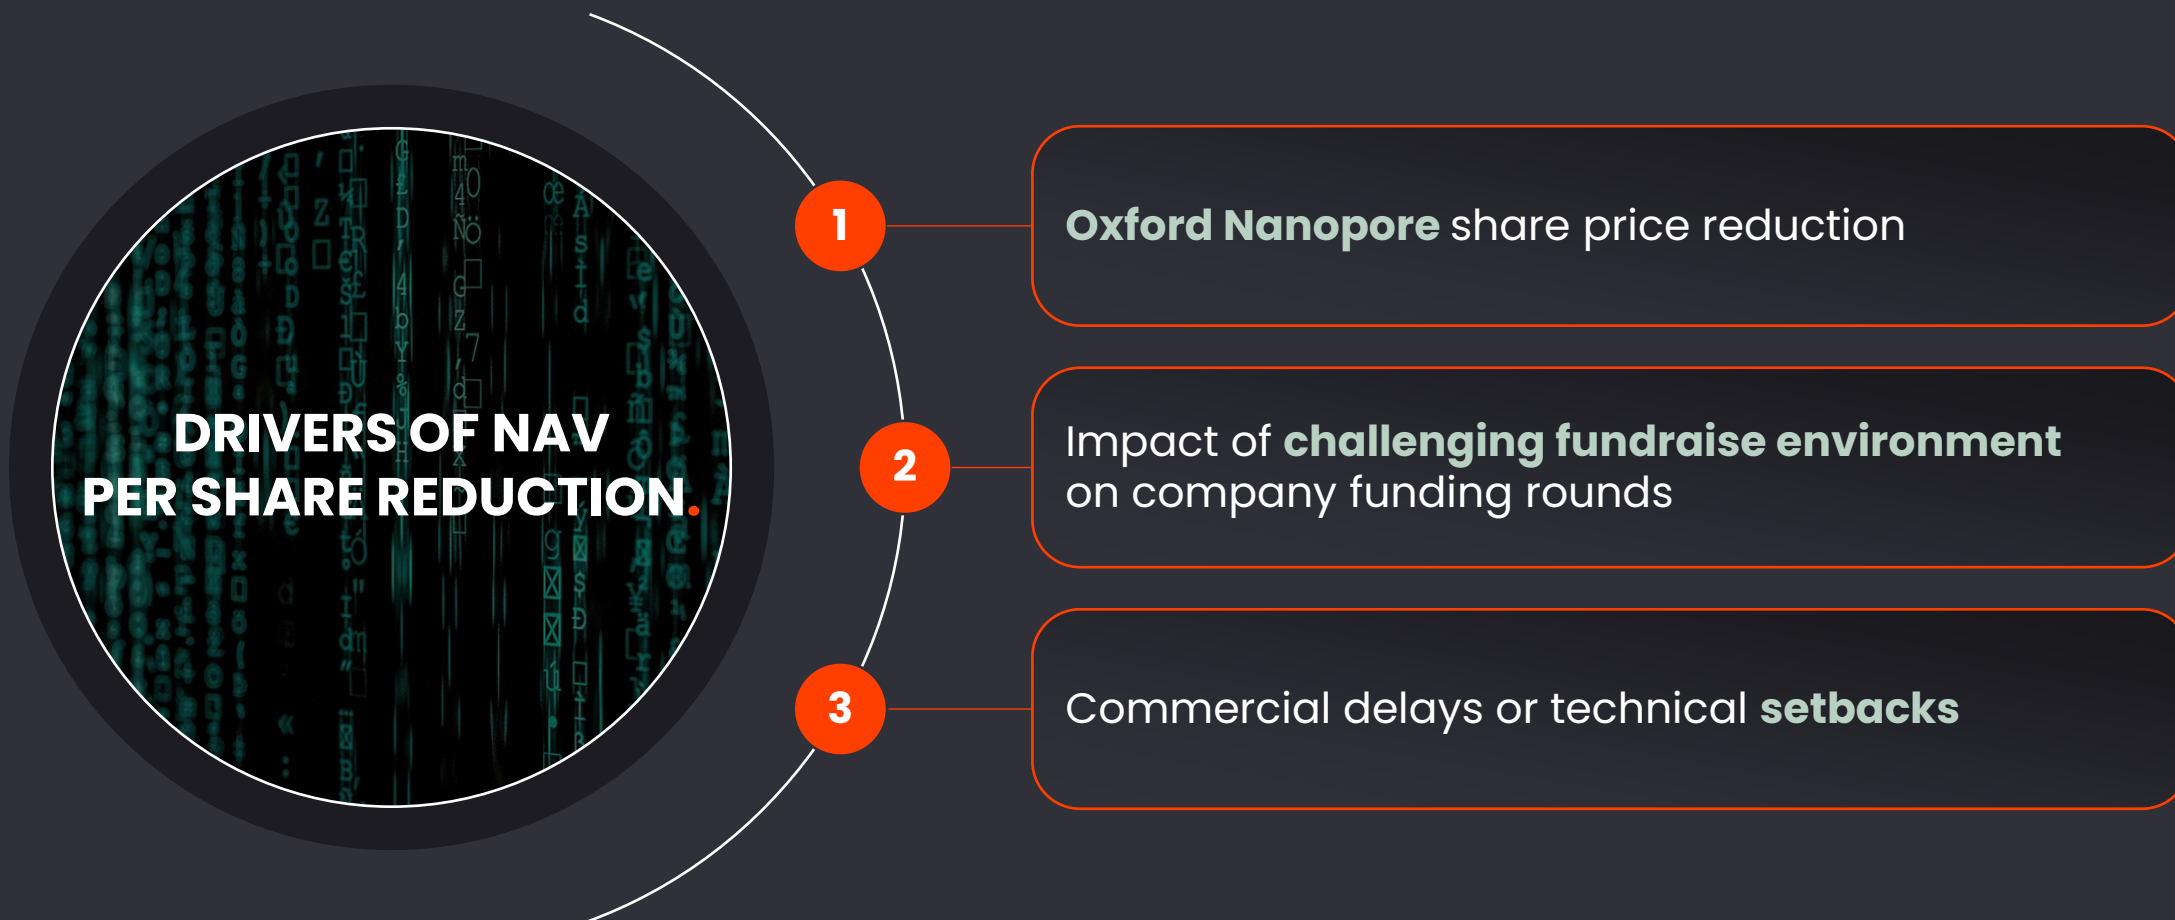 DRIVERS OF NAV
PER SHARE REDUCTION.
1
Oxford Nanopore share price reduction
2
Impact of challenging fundraise environment
on company funding rounds
3
Commercial delays or technical setbacks